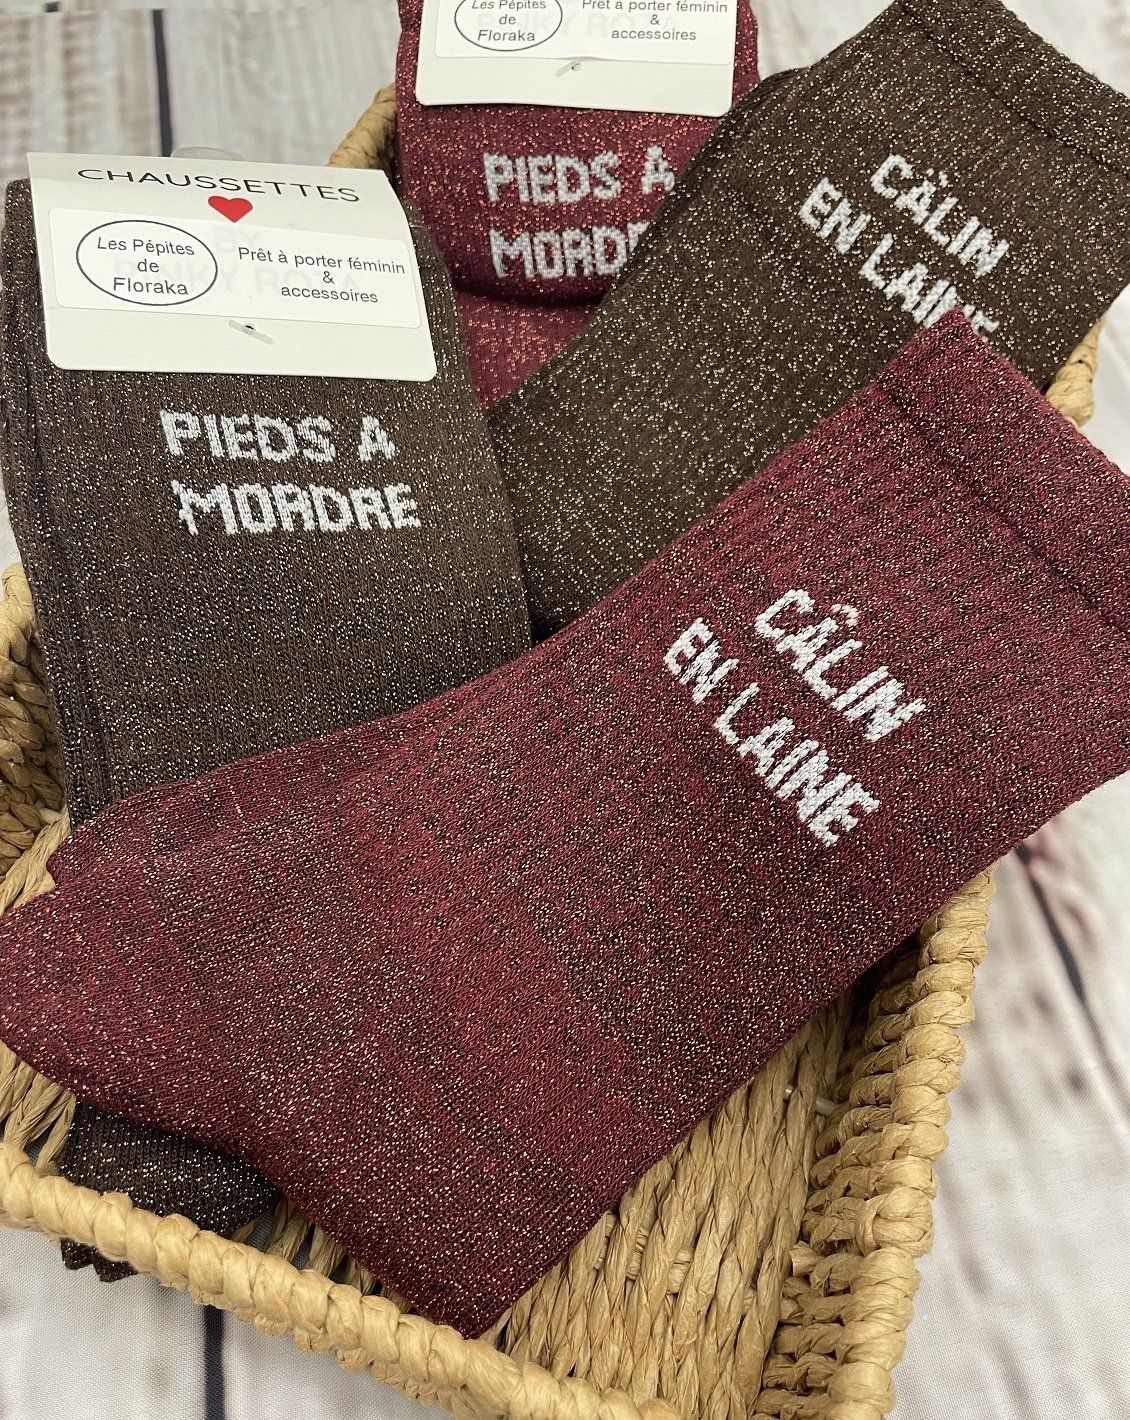 Les Pépites
de
Floraka
Prêt à porter féminin
&
accessoires
PIEDS A
MORDRE
CÂLIN
EN LAINE
CHAUSSETTES
Les Pépites
de
Floraka
Prêt à porter féminin
&
accessoires
PIEDS A
MORDRE
CÂLIN
EN LAINE